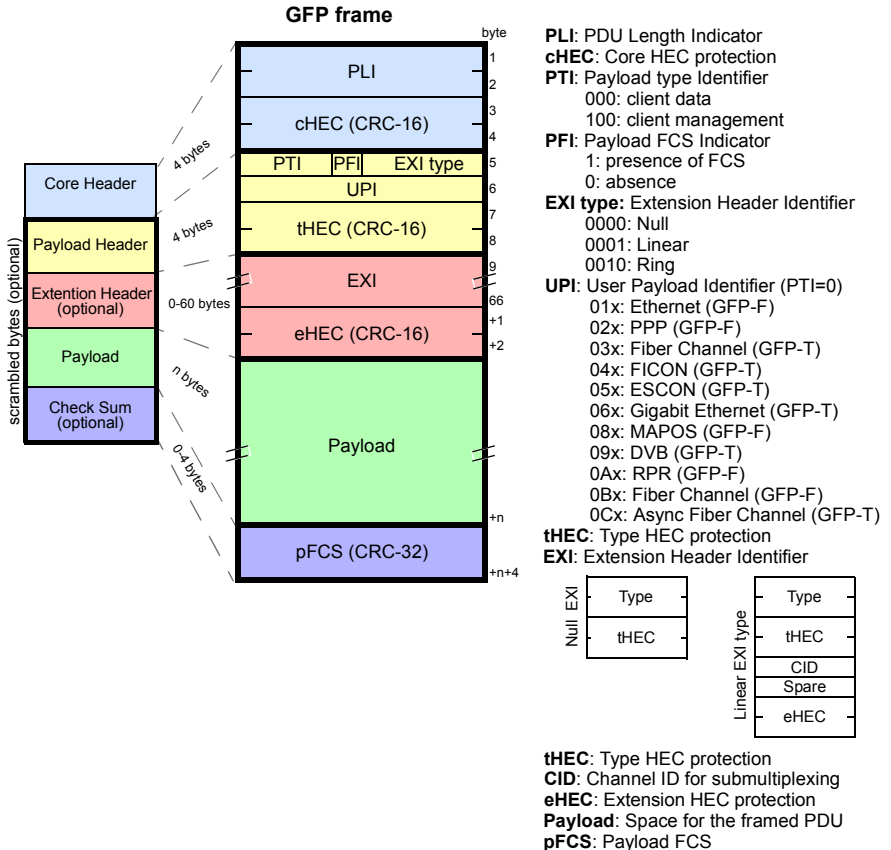 GFP frame
byte
PLI
1
2
cHEC (CRC-16)
3
4
PTI PFI EXI type
5
UPI
6
tHEC (CRC-16)
7
8
EXI
9
66
eHEC (CRC-16)
+1
+2
Payload
+n
pFCS (CRC-32)
+n+4
4 bytes
4 bytes
0-60 bytes
n bytes
0-4 bytes
scrambled bytes (optional)
Core Header
Payload Header
Extention Header
(optional)
Payload
Check Sum
(optional)
PLI: PDU Length Indicator
cHEC: Core HEC protection
PTI: Payload type Identifier
000: client data
100: client management
PFI: Payload FCS Indicator
1: presence of FCS
0: absence
EXI type: Extension Header Identifier
0000: Null
0001: Linear
0010: Ring
UPI: User Payload Identifier (PTI=0)
01x: Ethernet (GFP-F)
02x: PPP (GFP-F)
03x: Fiber Channel (GFP-T)
04x: FICON (GFP-T)
05x: ESCON (GFP-T)
06x: Gigabit Ethernet (GFP-T)
08x: MAPOS (GFP-F)
09x: DVB (GFP-T)
0Ax: RPR (GFP-F)
0Bx: Fiber Channel (GFP-F)
0Cx: Async Fiber Channel (GFP-T)
tHEC: Type HEC protection
EXI: Extension Header Identifier
Null EXI
Type
tHEC
Linear EXI type
Type
tHEC
CID
Spare
eHEC
tHEC: Type HEC protection
CID: Channel ID for submultiplexing
eHEC: Extension HEC protection
Payload: Space for the framed PDU
pFCS: Payload FCS